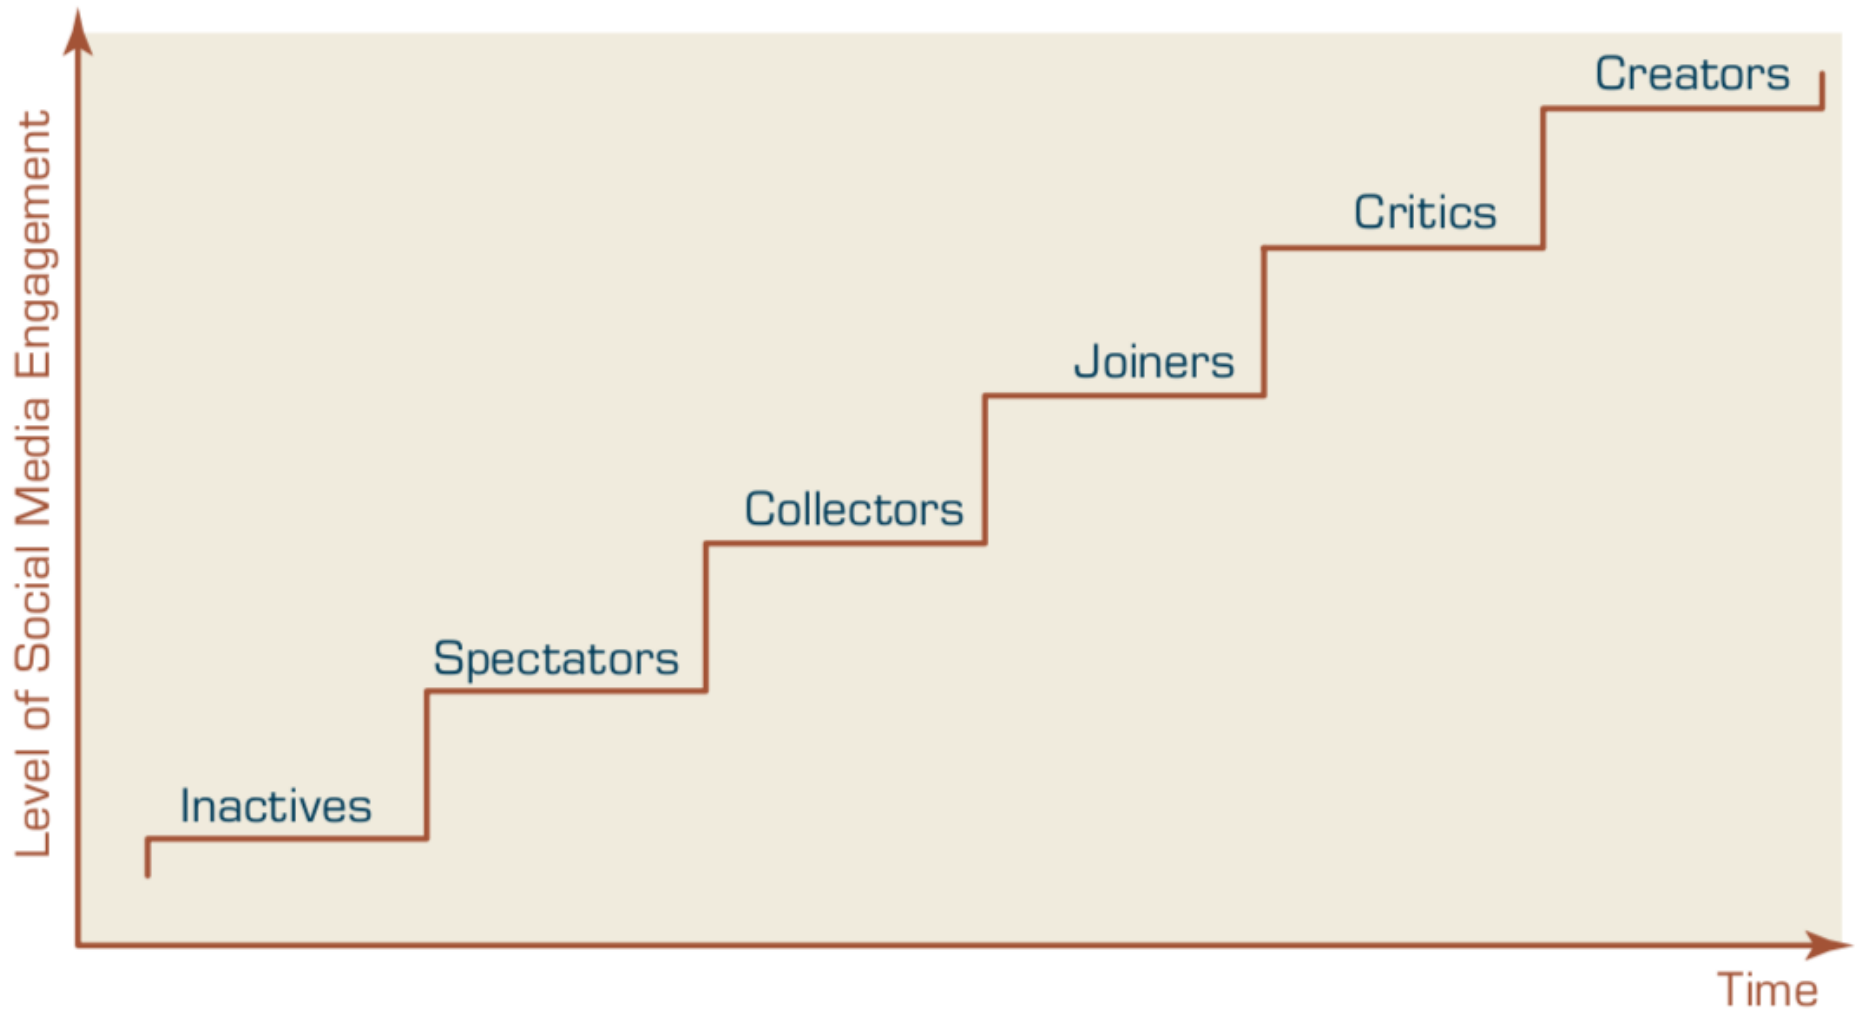 Level of Social Media Engagement
Creators
Critics
Joiners
Collectors
Spectators
Inactives
Time